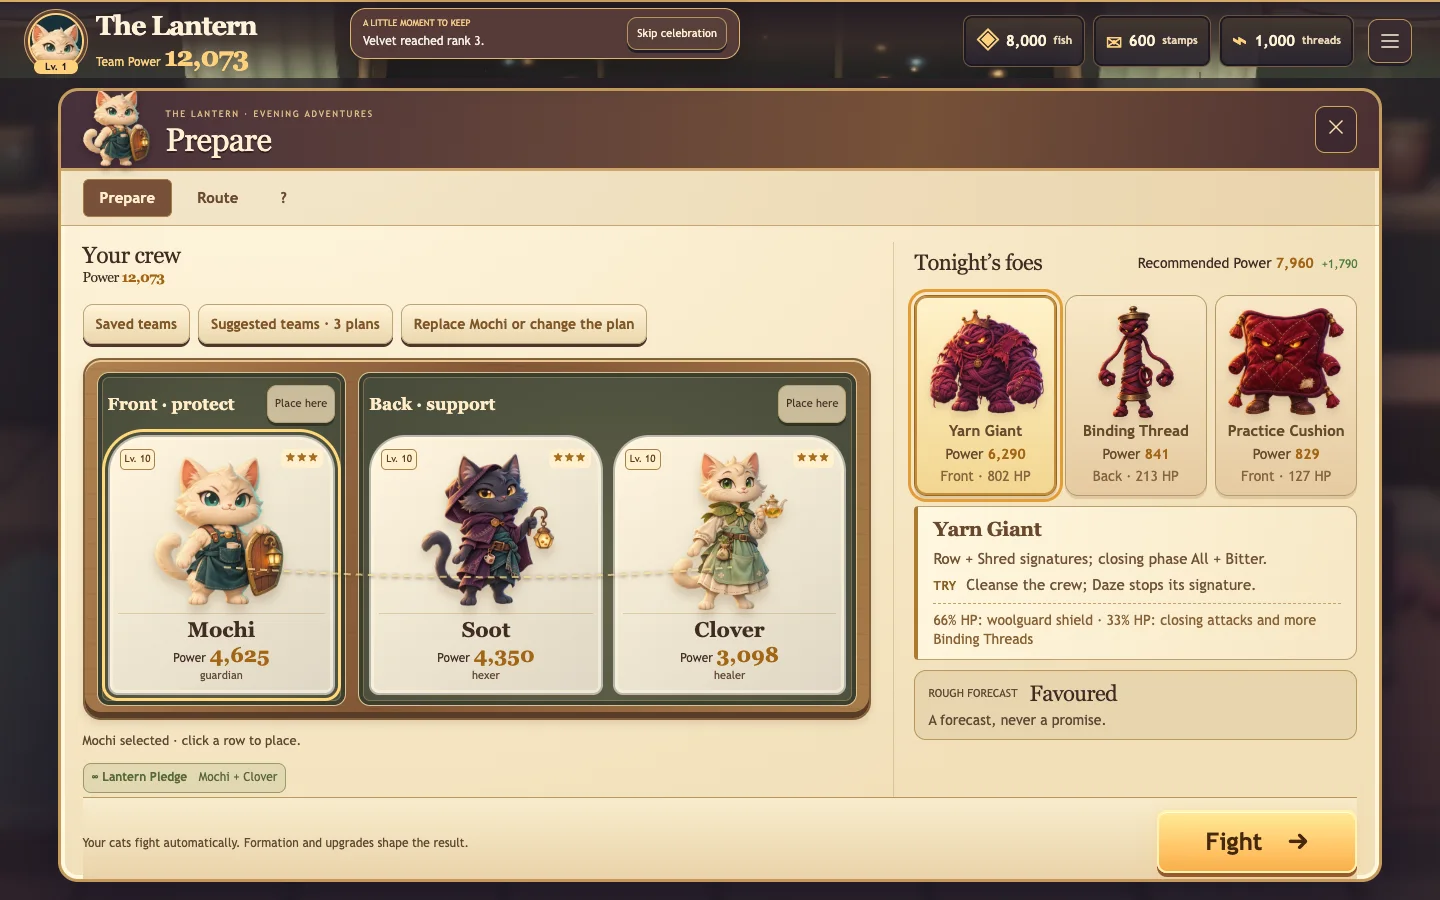 The Lantern
Team Power 12,073
Lv. 1
A LITTLE MOMENT TO KEEP
Velvet reached rank 3.
Skip celebration
8,000 fish
600 stamps
1,000 threads
THE LANTERN · EVENING ADVENTURES
Prepare
Prepare
Route
?
Your crew
Power 12,073
Saved teams
Suggested teams · 3 plans
Replace Mochi or change the plan
Front · protect
Place here
Back · support
Place here
Lv. 10
Mochi
Power 4,625
guardian
Lv. 10
Soot
Power 4,350
hexer
Lv. 10
Clover
Power 3,098
healer
Mochi selected · click a row to place.
∞ Lantern Pledge Mochi + Clover
Tonight's foes
Recommended Power 7,960 +1,790
Yarn Giant
Power 6,290
Front · 802 HP
Binding Thread
Power 841
Back · 213 HP
Practice Cushion
Power 829
Front · 127 HP
Yarn Giant
Row + Shred signatures; closing phase All + Bitter.
TRY Cleanse the crew; Daze stops its signature.
66% HP: woolguard shield · 33% HP: closing attacks and more
Binding Threads
ROUGH FORECAST Favoured
A forecast, never a promise.
Your cats fight automatically. Formation and upgrades shape the result.
Fight →